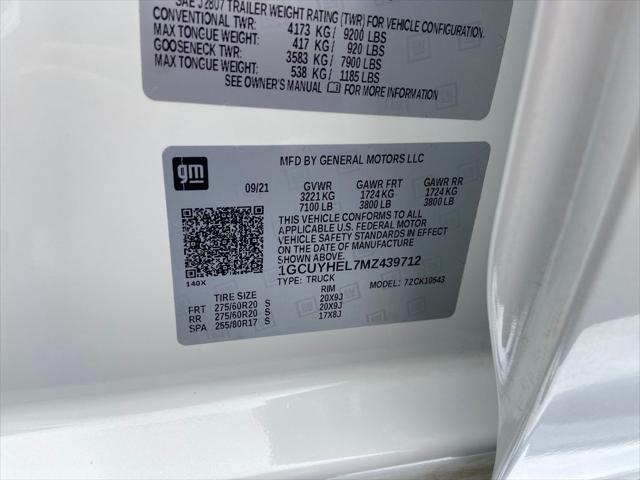 SAE J2807 TRAILER WEIGHT RATING (TWR) FOR VEHICLE CONFIGURATION.
CONVENTIONAL TWR: 4173 KG / 9200 LBS
MAX TONGUE WEIGHT: 417 KG / 920 LBS
GOOSENECK TWR: 3583 KG / 7900 LBS
MAX TONGUE WEIGHT: 538 KG / 1185 LBS
SEE OWNER'S MANUAL FOR MORE INFORMATION
gm
MFD BY GENERAL MOTORS LLC
09/21 GVWR GAWR FRT GAWR RR
3221 KG 1724 KG 1724 KG
7100 LB 3800 LB 3800 LB
THIS VEHICLE CONFORMS TO ALL
APPLICABLE U.S. FEDERAL MOTOR
VEHICLE SAFETY STANDARDS IN EFFECT
ON THE DATE OF MANUFACTURE SHOWN ABOVE.
1GCUYHEL7MZ439712
140X TYPE: TRUCK 72CK10543
TIRE SIZE RIM
FRT 275/60R20 S 20X9J
RR 275/60R20 S 20X9J
SPA 255/80R17 S 17X8J